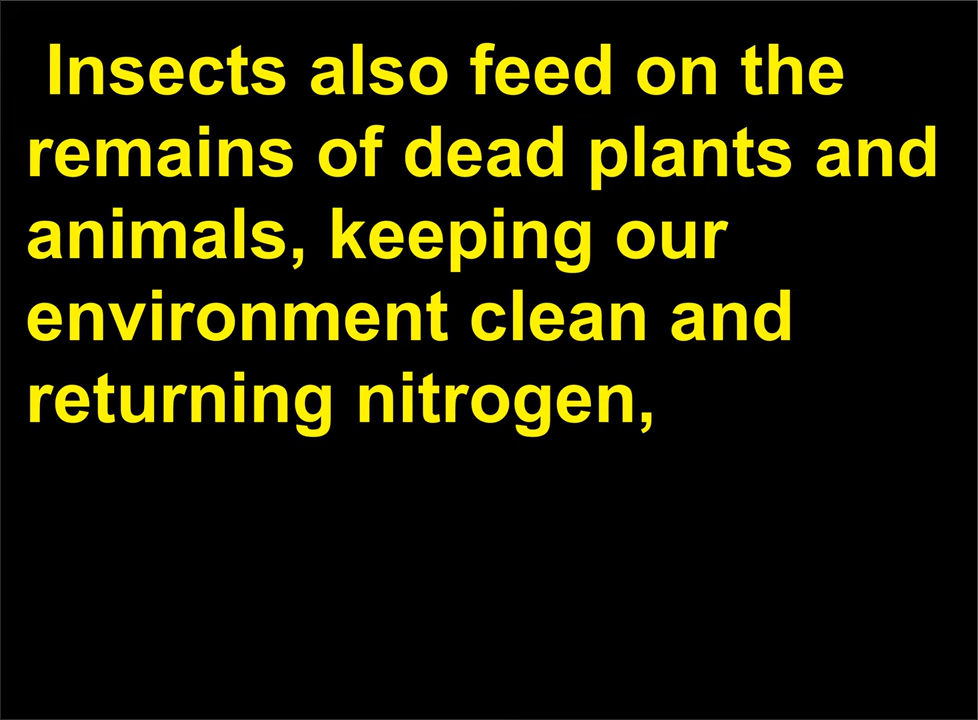 Insects also feed on the
remains of dead plants and
animals, keeping our
environment clean and
returning nitrogen,